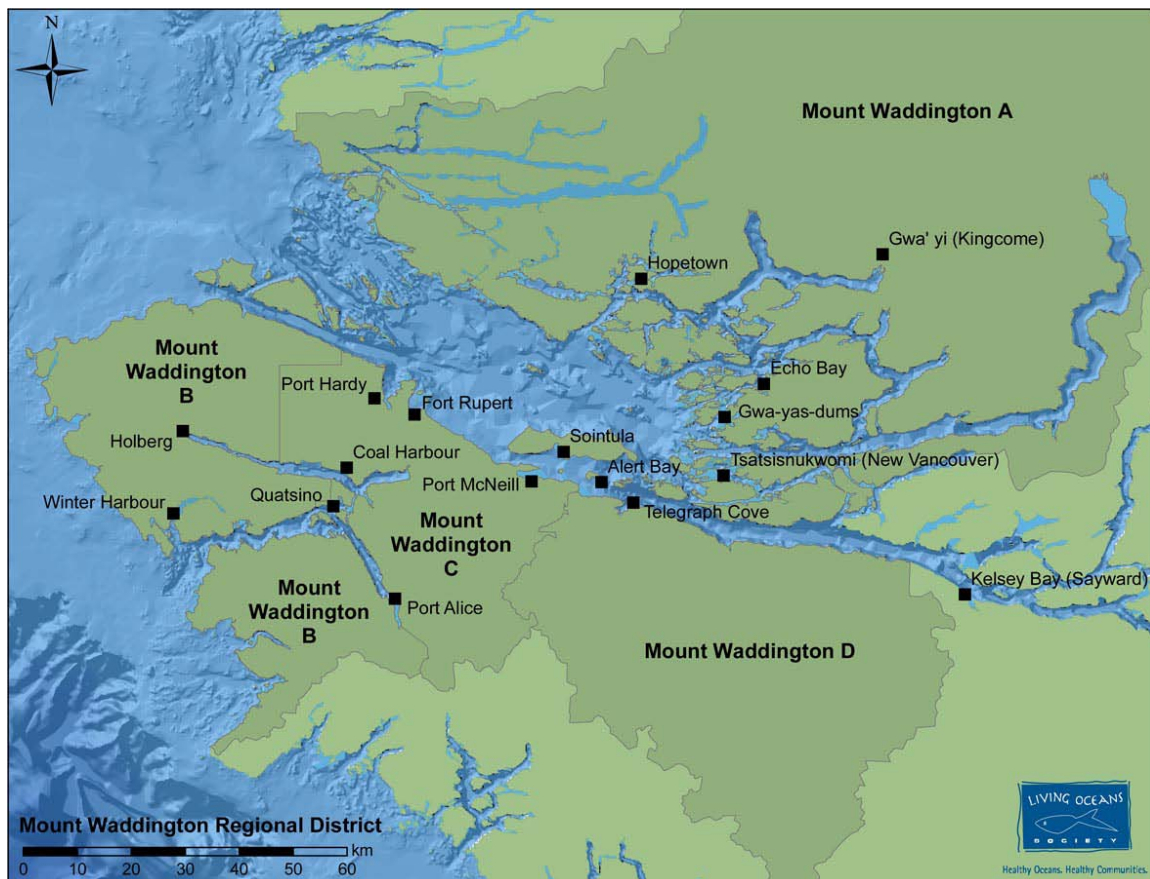 N
Mount Waddington A
Gwa' yi (Kingcome)
Hopetown
Mount
Waddington
B
Port Hardy
Echo Bay
Fort Rupert
Gwa-yas-dums
Holberg
Sointula
Coal Harbour
Tsatsisnukwomi (New Vancouver)
Alert Bay
Port McNeill
Quatsino
Winter Harbour
Telegraph Cove
Mount
Waddington
C
Kelsey Bay (Sayward)
Mount
Waddington
B
Port Alice
Mount Waddington D
LIVING OCEANS
SOCIETY
Healthy Oceans. Healthy Communities.
Mount Waddington Regional District
km
0 10 20 30 40 50 60